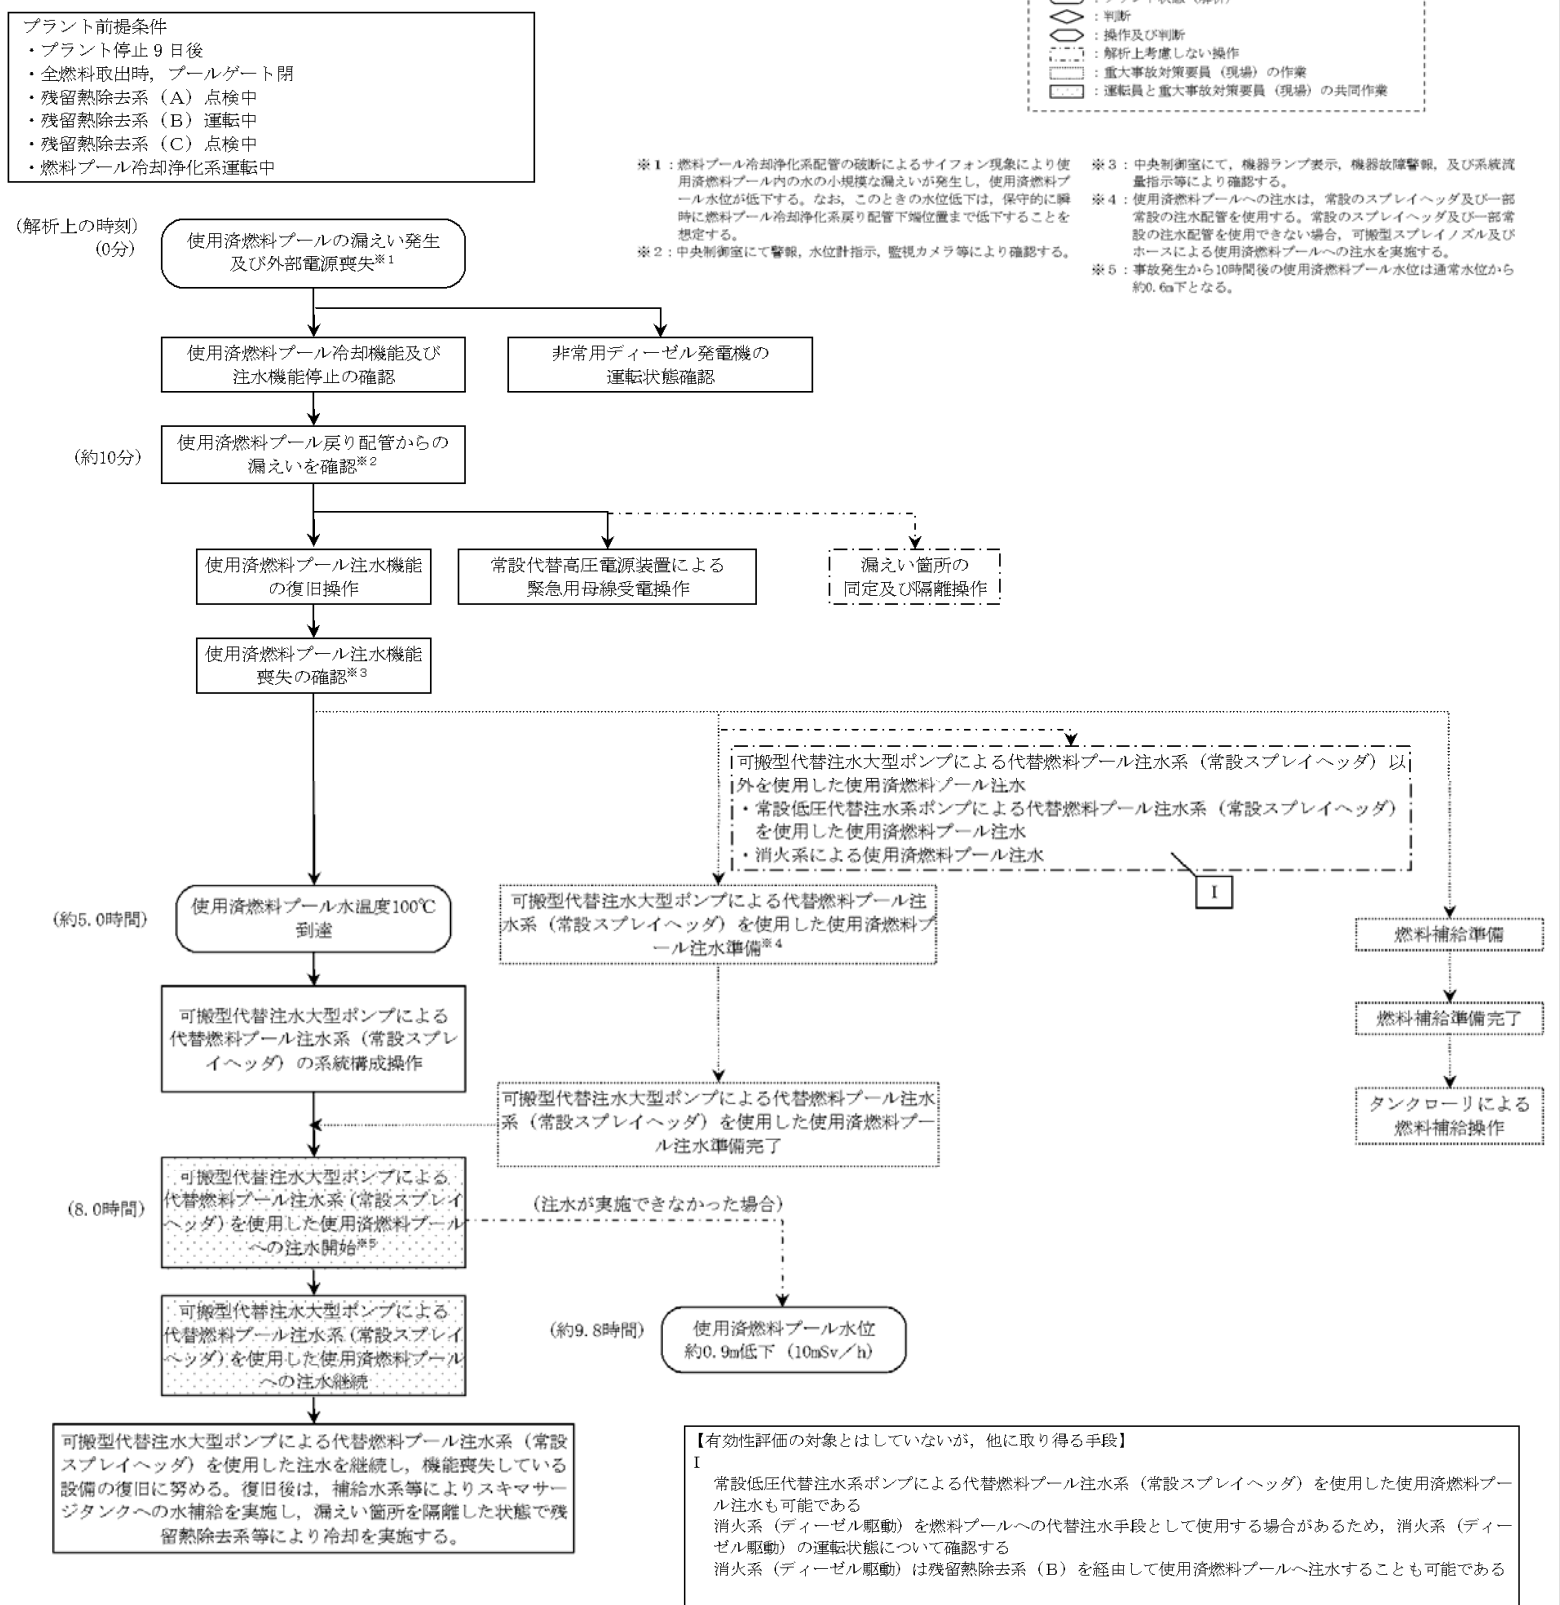 プラント前提条件
・プラント停止9日後
・全燃料取出時，プールゲート閉
・残留熱除去系（A）点検中
・残留熱除去系（B）運転中
・残留熱除去系（C）点検中
・燃料プール冷却浄化系運転中
：判断
：操作及び判断
：解析上考慮しない操作
：重大事故対策要員（現場）の作業
：運転員と重大事故対策要員（現場）の共同作業
※1：燃料プール冷却浄化系配管の破断によるサイフォン現象により使
用済燃料プール内の水の小規模な漏えいが発生し，使用済燃料プ
ール水位が低下する。なお，このときの水位低下は，保守的に瞬
時に燃料プール冷却浄化系戻り配管下端位置まで低下することを
想定する。
※2：中央制御室にて警報，水位計指示，監視カメラ等により確認する。
※3：中央制御室にて，機器ランプ表示，機器故障警報，及び系統流
量指示等により確認する。
※4：使用済燃料プールへの注水は，常設のスプレイヘッダ及び一部
常設の注水配管を使用する。常設のスプレイヘッダ及び一部常
設の注水配管を使用できない場合，可搬型スプレイノズル及び
ホースによる使用済燃料プールへの注水を実施する。
※5：事故発生から10時間後の使用済燃料プール水位は通常水位から
約0.6m下となる。
（解析上の時刻）
（0分）
使用済燃料プールの漏えい発生
及び外部電源喪失※1
使用済燃料プール冷却機能及び
注水機能停止の確認
非常用ディーゼル発電機の
運転状態確認
（約10分）
使用済燃料プール戻り配管からの
漏えいを確認※2
使用済燃料プール注水機能
の復旧操作
常設代替高圧電源装置による
緊急用母線受電操作
漏えい箇所の
同定及び隔離操作
使用済燃料プール注水機能
喪失の確認※3
可搬型代替注水大型ポンプによる代替燃料プール注水系（常設スプレイヘッダ）以
外を使用した使用済燃料プール注水
・常設低圧代替注水系ポンプによる代替燃料プール注水系（常設スプレイヘッダ）
を使用した使用済燃料プール注水
・消火系による使用済燃料プール注水
I
（約5.0時間）
使用済燃料プール水温度100℃
到達
可搬型代替注水大型ポンプによる代替燃料プール注
水系（常設スプレイヘッダ）を使用した使用済燃料プ
ール注水準備※4
燃料補給準備
可搬型代替注水大型ポンプによる
代替燃料プール注水系（常設スプレ
イヘッダ）の系統構成操作
燃料補給準備完了
可搬型代替注水大型ポンプによる代替燃料プール注水
系（常設スプレイヘッダ）を使用した使用済燃料プー
ル注水準備完了
タンクローリによる
燃料補給操作
（8.0時間）
可搬型代替注水大型ポンプによる
代替燃料プール注水系（常設スプレイ
ヘッダ）を使用した使用済燃料プール
への注水開始※5
（注水が実施できなかった場合）
可搬型代替注水大型ポンプによる
代替燃料プール注水系（常設スプレイ
ヘッダ）を使用した使用済燃料プール
への注水継続
（約9.8時間）
使用済燃料プール水位
約0.9m低下（10mSv／h）
可搬型代替注水大型ポンプによる代替燃料プール注水系（常設
スプレイヘッダ）を使用した注水を継続し，機能喪失している
設備の復旧に努める。復旧後は，補給水系等によりスキマサー
ジタンクへの水補給を実施し，漏えい箇所を隔離した状態で残
留熱除去系等により冷却を実施する。
【有効性評価の対象とはしていないが，他に取り得る手段】
I
常設低圧代替注水系ポンプによる代替燃料プール注水系（常設スプレイヘッダ）を使用した使用済燃料プー
ル注水も可能である
消火系（ディーゼル駆動）を燃料プールへの代替注水手段として使用する場合があるため，消火系（ディー
ゼル駆動）の運転状態について確認する
消火系（ディーゼル駆動）は残留熱除去系（B）を経由して使用済燃料プールへ注水することも可能である